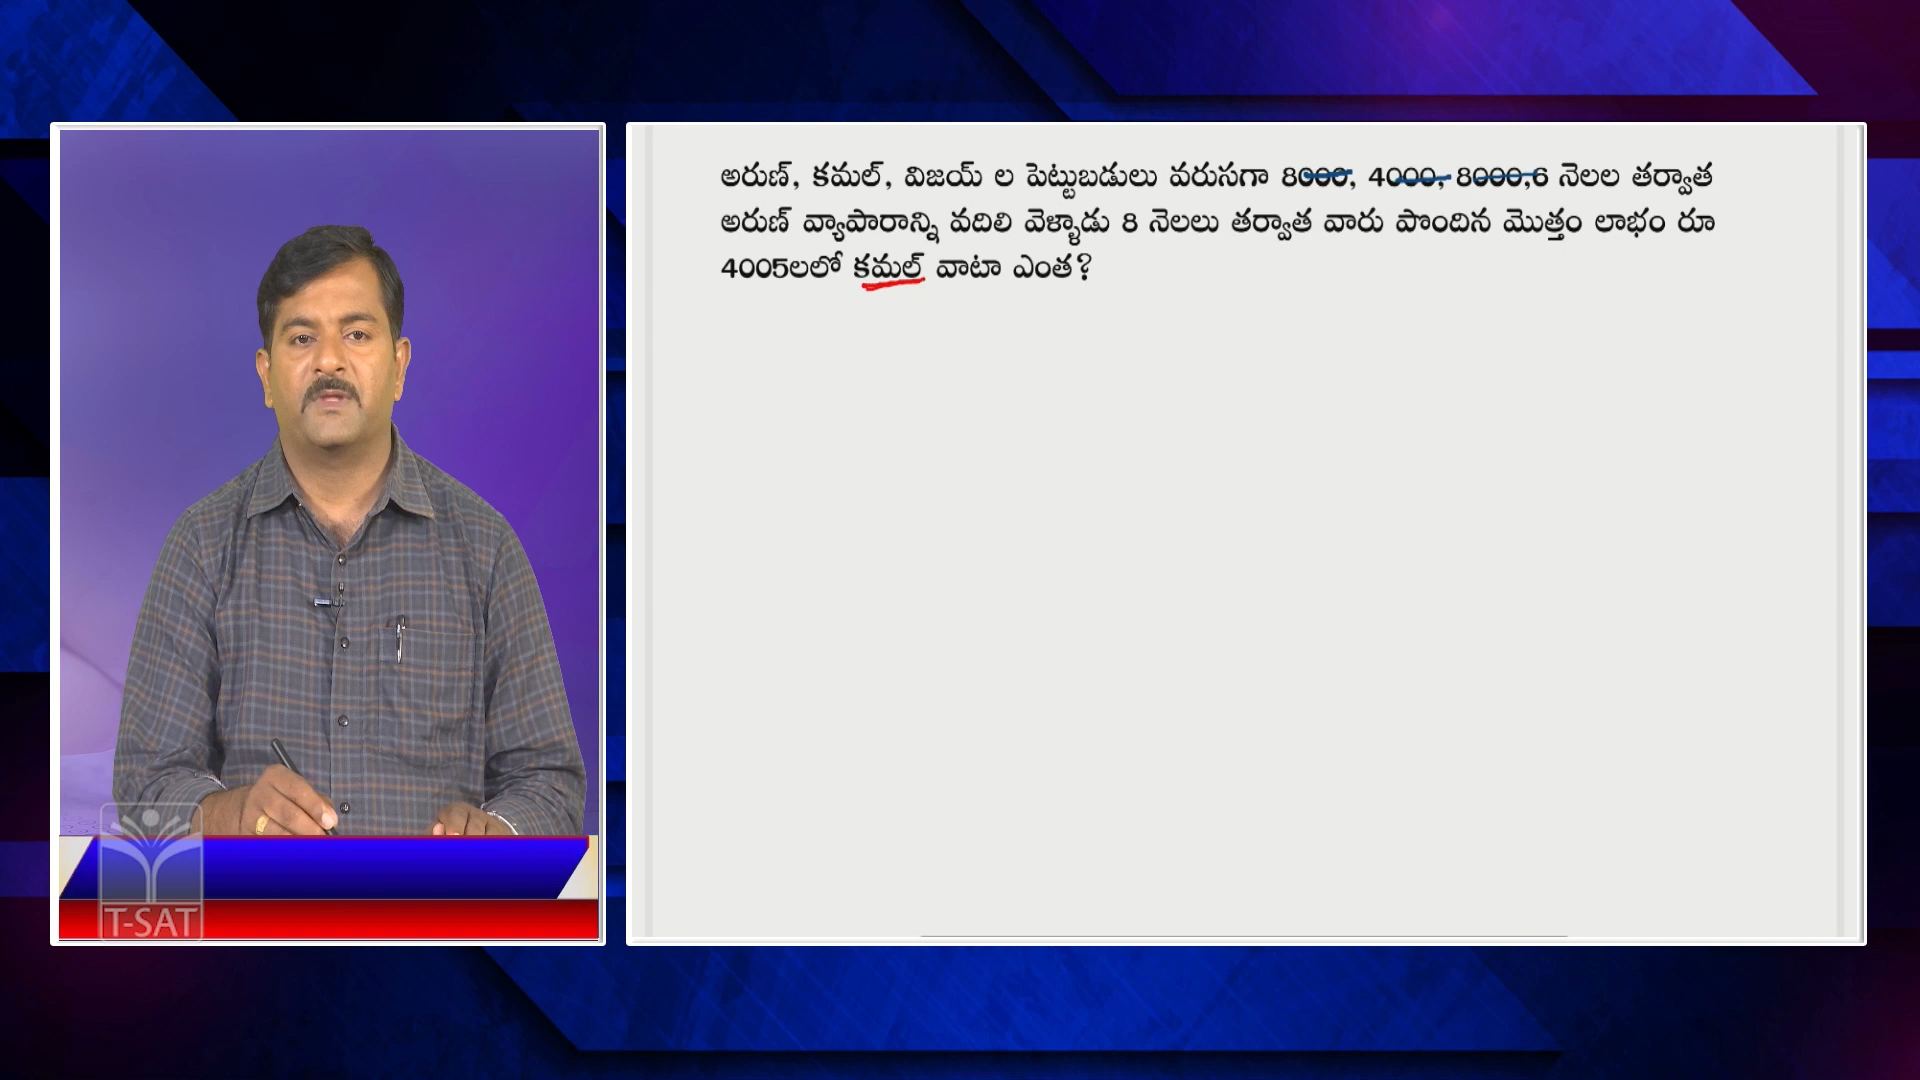 అరుణ్, కమల్, విజయ్ ల పెట్టుబడులు వరుసగా 8000, 4000, 8000,6 నెలల తర్వాత
అరుణ్ వ్యాపారాన్ని వదిలి వెళ్ళాడు 8 నెలలు తర్వాత వారు పొందిన మొత్తం లాభం రూ
4005లలో కమల్ వాటా ఎంత?
T-SAT